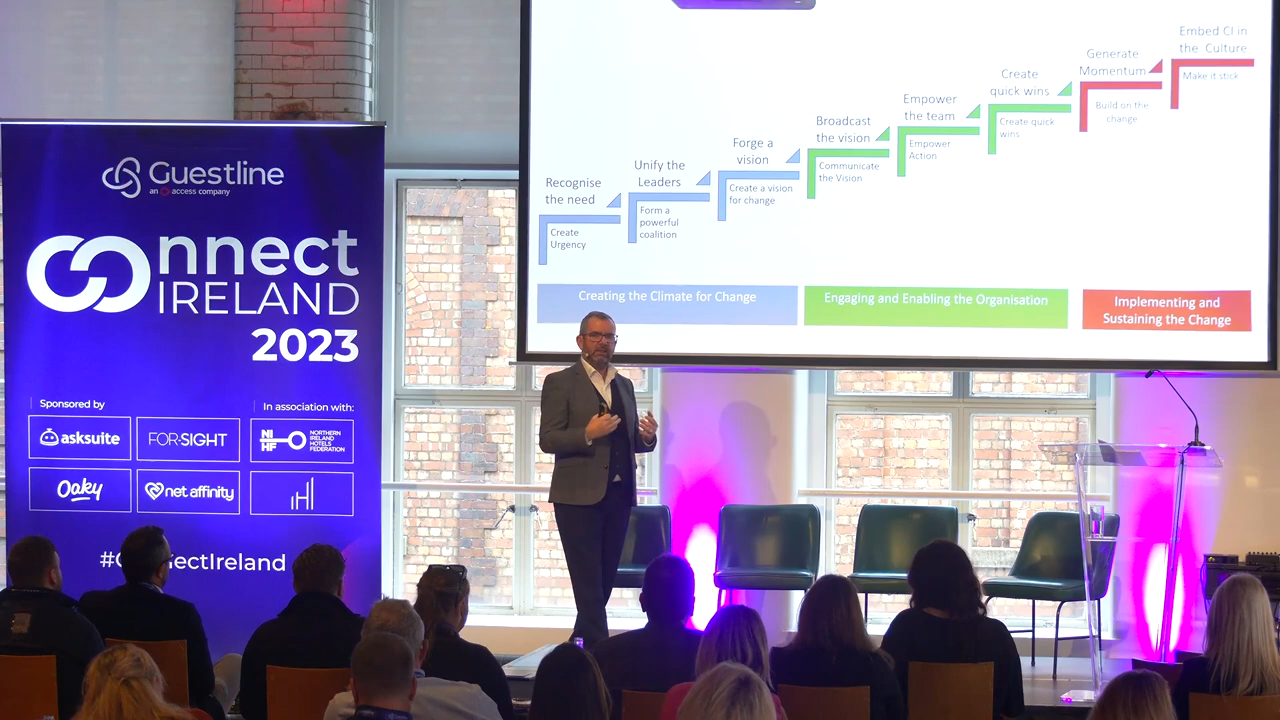 Guestline
an access company
connect
IRELAND
2023
Sponsored by
In association with:
asksuite
FOR-SIGHT
NI
HF
NORTHERN
IRELAND
HOTELS
FEDERATION
Oaky
net affinity
#ConnectIreland
Recognise
the need
Create
Urgency
Unify the
Leaders
Form a
powerful
coalition
Forge a
vision
Create a vision
for change
Broadcast
the vision
Communicate
the Vision
Empower
the team
Empower
Action
Create
quick wins
Create quick
wins
Generate
Momentum
Build on the
change
Embed CI in
the Culture
Make it stick
Creating the Climate for Change
Engaging and Enabling the Organisation
Implementing and
Sustaining the Change